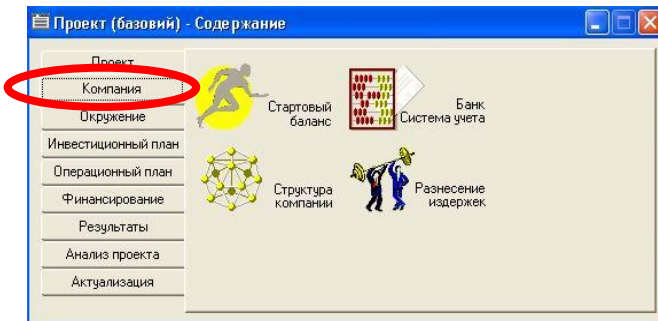 Проект (базовий) - Содержание
Проект
Компания
Окружение
Инвестиционный план
Операционный план
Финансирование
Результаты
Анализ проекта
Актуализация
Стартовый
баланс
Банк
Система учета
Структура
компании
Разнесение
издержек